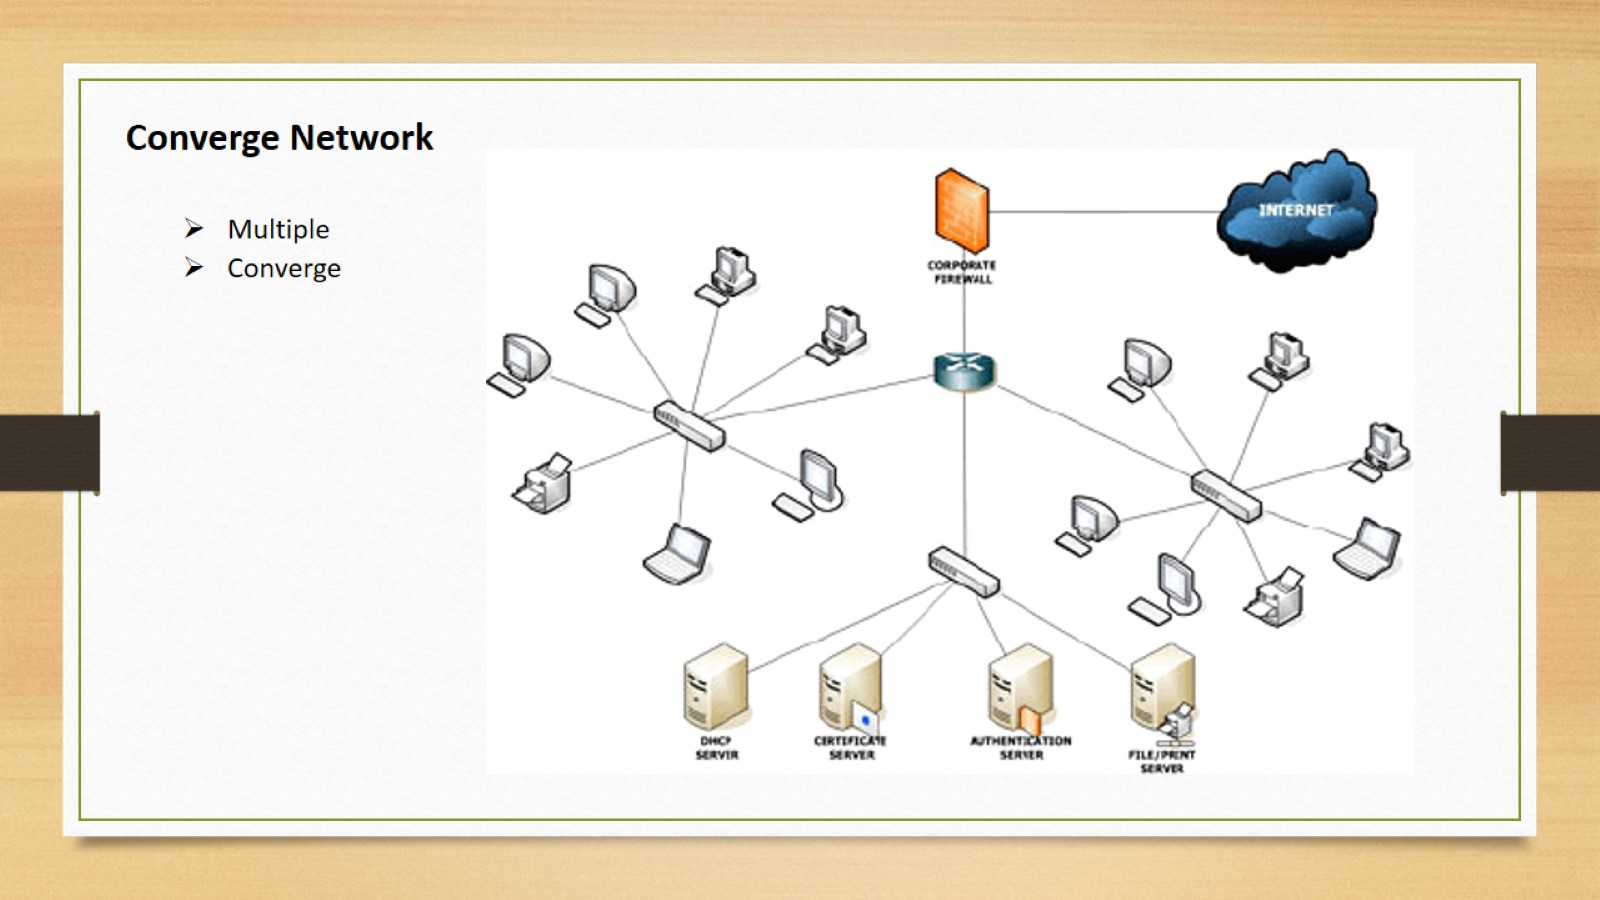 Converge Network
Multiple
Converge
INTERNET
CORPORATE
FIREWALL
DHCP
SERVER
CERTIFICATE
SERVER
AUTHENTICATION
SERVER
FILE/PRINT
SERVER